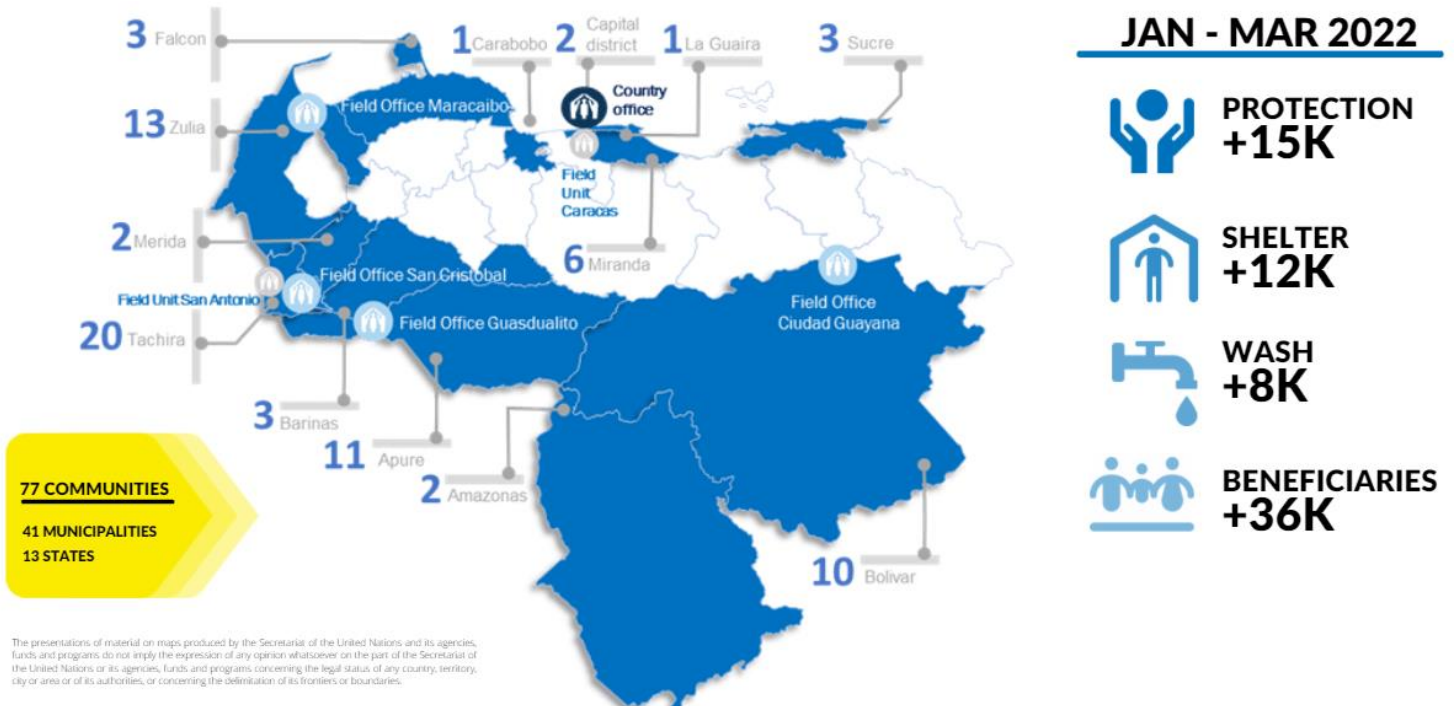 3 Falcon
1 Carabobo
2 Capital
district
1 La Guaira
3 Sucre
Country
office
Field Office Maracaibo
13 Zulia
Field
Unit
Caracas
2 Merida
6 Miranda
Field Office San Cristobal
Field Unit San Antonio
Field Office
Ciudad Guayana
Field Office Guasdualito
20 Tachira
3 Barinas
11 Apure
2 Amazonas
10 Bolivar
77 COMMUNITIES
41 MUNICIPALITIES
13 STATES
The presentations of material on maps produced by the Secretariat of the United Nations and its agencies,
funds and programs do not imply the expression of any opinion whatsoever on the part of the Secretariat of
the United Nations or its agencies, funds and programs concerning the legal status of any country, territory,
city or area or of its authorities, or concerning the delimitation of its frontiers or boundaries.
JAN - MAR 2022
PROTECTION
+15K
SHELTER
+12K
WASH
+8K
BENEFICIARIES
+36K